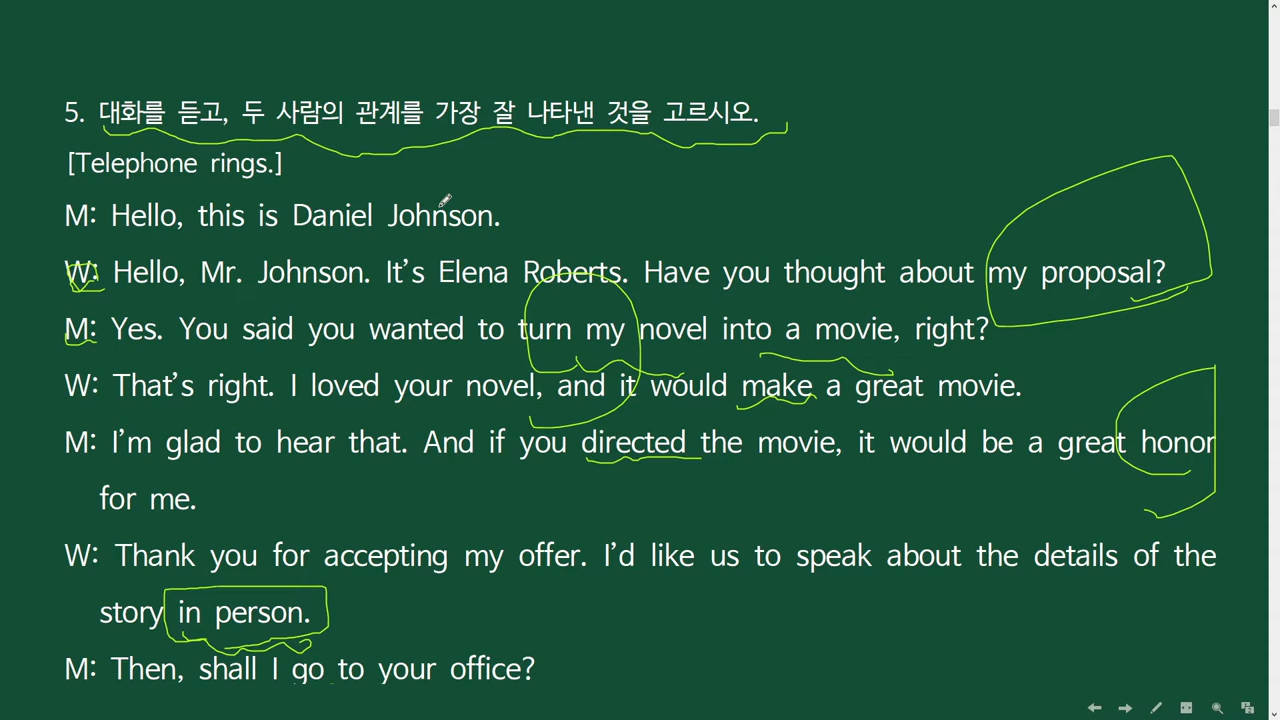 5. 대화를 듣고, 두 사람의 관계를 가장 잘 나타낸 것을 고르시오.
[Telephone rings.]
M: Hello, this is Daniel Johnson.
W: Hello, Mr. Johnson. It’s Elena Roberts. Have you thought about my proposal?
M: Yes. You said you wanted to turn my novel into a movie, right?
W: That’s right. I loved your novel, and it would make a great movie.
M: I’m glad to hear that. And if you directed the movie, it would be a great honor
for me.
W: Thank you for accepting my offer. I’d like us to speak about the details of the
story in person.
M: Then, shall I go to your office?